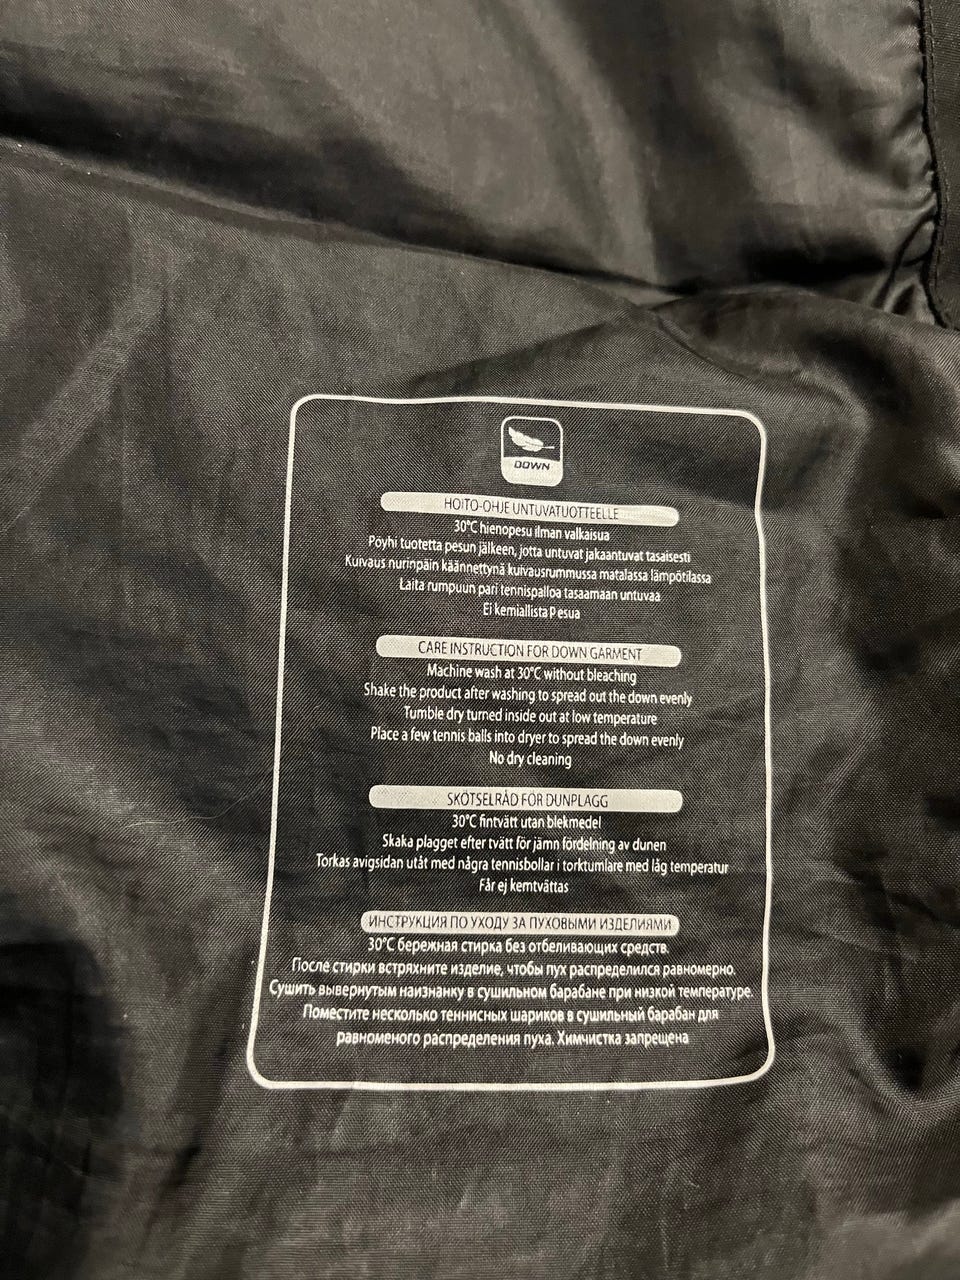 DOWN
HOITO-OHJE UNTUVATUOTTEELLE
30°C hienopesu ilman valkaisua
Pöyhi tuotetta pesun jälkeen, jotta untuvat jakaantuvat tasaisesti
Kuivaus nurinpäin käännettynä kuivausrummussa matalassa lämpötilassa
Laita rumpuun pari tennispalloa tasaamaan untuvaa
Ei kemiallista Pesua
CARE INSTRUCTION FOR DOWN GARMENT
Machine wash at 30°C without bleaching
Shake the product after washing to spread out the down evenly
Tumble dry turned inside out at low temperature
Place a few tennis balls into dryer to spread the down evenly
No dry cleaning
SKÖTSELRÅD FÖR DUNPLAGG
30°C fintvätt utan blekmedel
Skaka plagget efter tvätt för jämn fördelning av dunen
Torkas avigsidan utåt med några tennisbollar i torktumlare med låg temperatur
Får ej kemtvättas
ИНСТРУКЦИЯ ПО УХОДУ ЗА ПУХОВЫМИ ИЗДЕЛИЯМИ
30°C бережная стирка без отбеливающих средств.
После стирки встряхните изделие, чтобы пух распределился равномерно.
Сушить вывернутым наизнанку в сушильном барабане при низкой температуре.
Поместите несколько теннисных шариков в сушильный барабан для
равноменого распределения пуха. Химчистка запрещена